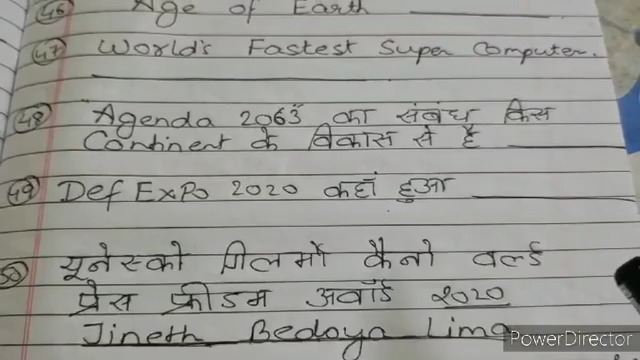 46 Age of Earth
47 World's Fastest Super Computer.
48 Agenda 2063 का संबंध किस
Continent के विकास से है
49 Def Expo 2020 कहाँ हुआ
50 यूनेस्को गिलर्मो कैनो वर्ल्ड
प्रेस फ्रीडम अवॉर्ड 2020
Jineth Bedoya Lima
PowerDirector